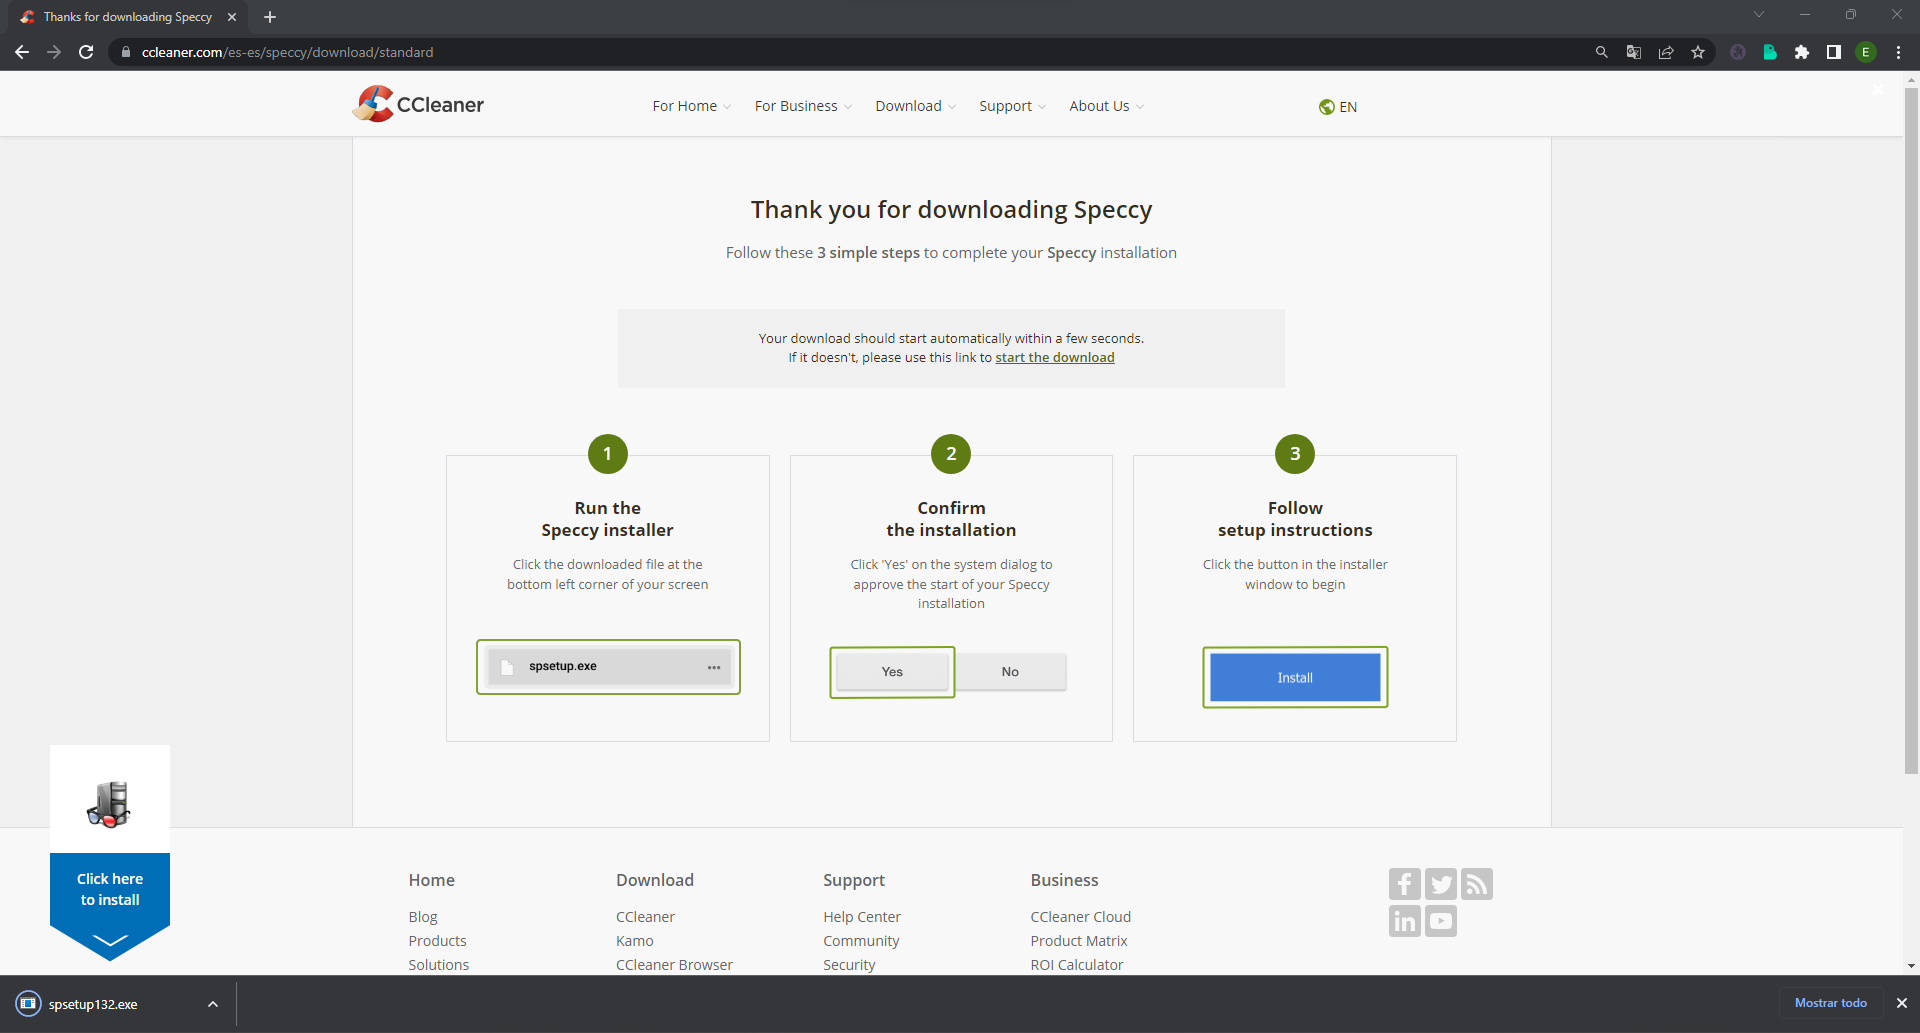 Thanks for downloading Speccy
ccleaner.com/es-es/speccy/download/standard
E
CCleaner
For Home
For Business
Download
Support
About Us
EN
Thank you for downloading Speccy
Follow these 3 simple steps to complete your Speccy installation
Your download should start automatically within a few seconds.
If it doesn't, please use this link to start the download
1
Run the
Speccy installer
Click the downloaded file at the
bottom left corner of your screen
spsetup.exe
2
Confirm
the installation
Click 'Yes' on the system dialog to
approve the start of your Speccy
installation
Yes
No
3
Follow
setup instructions
Click the button in the installer
window to begin
Install
Click here
to install
Home
Blog
Products
Solutions
Download
CCleaner
Kamo
CCleaner Browser
Support
Help Center
Community
Security
Business
CCleaner Cloud
Product Matrix
ROI Calculator
spsetup132.exe
Mostrar todo